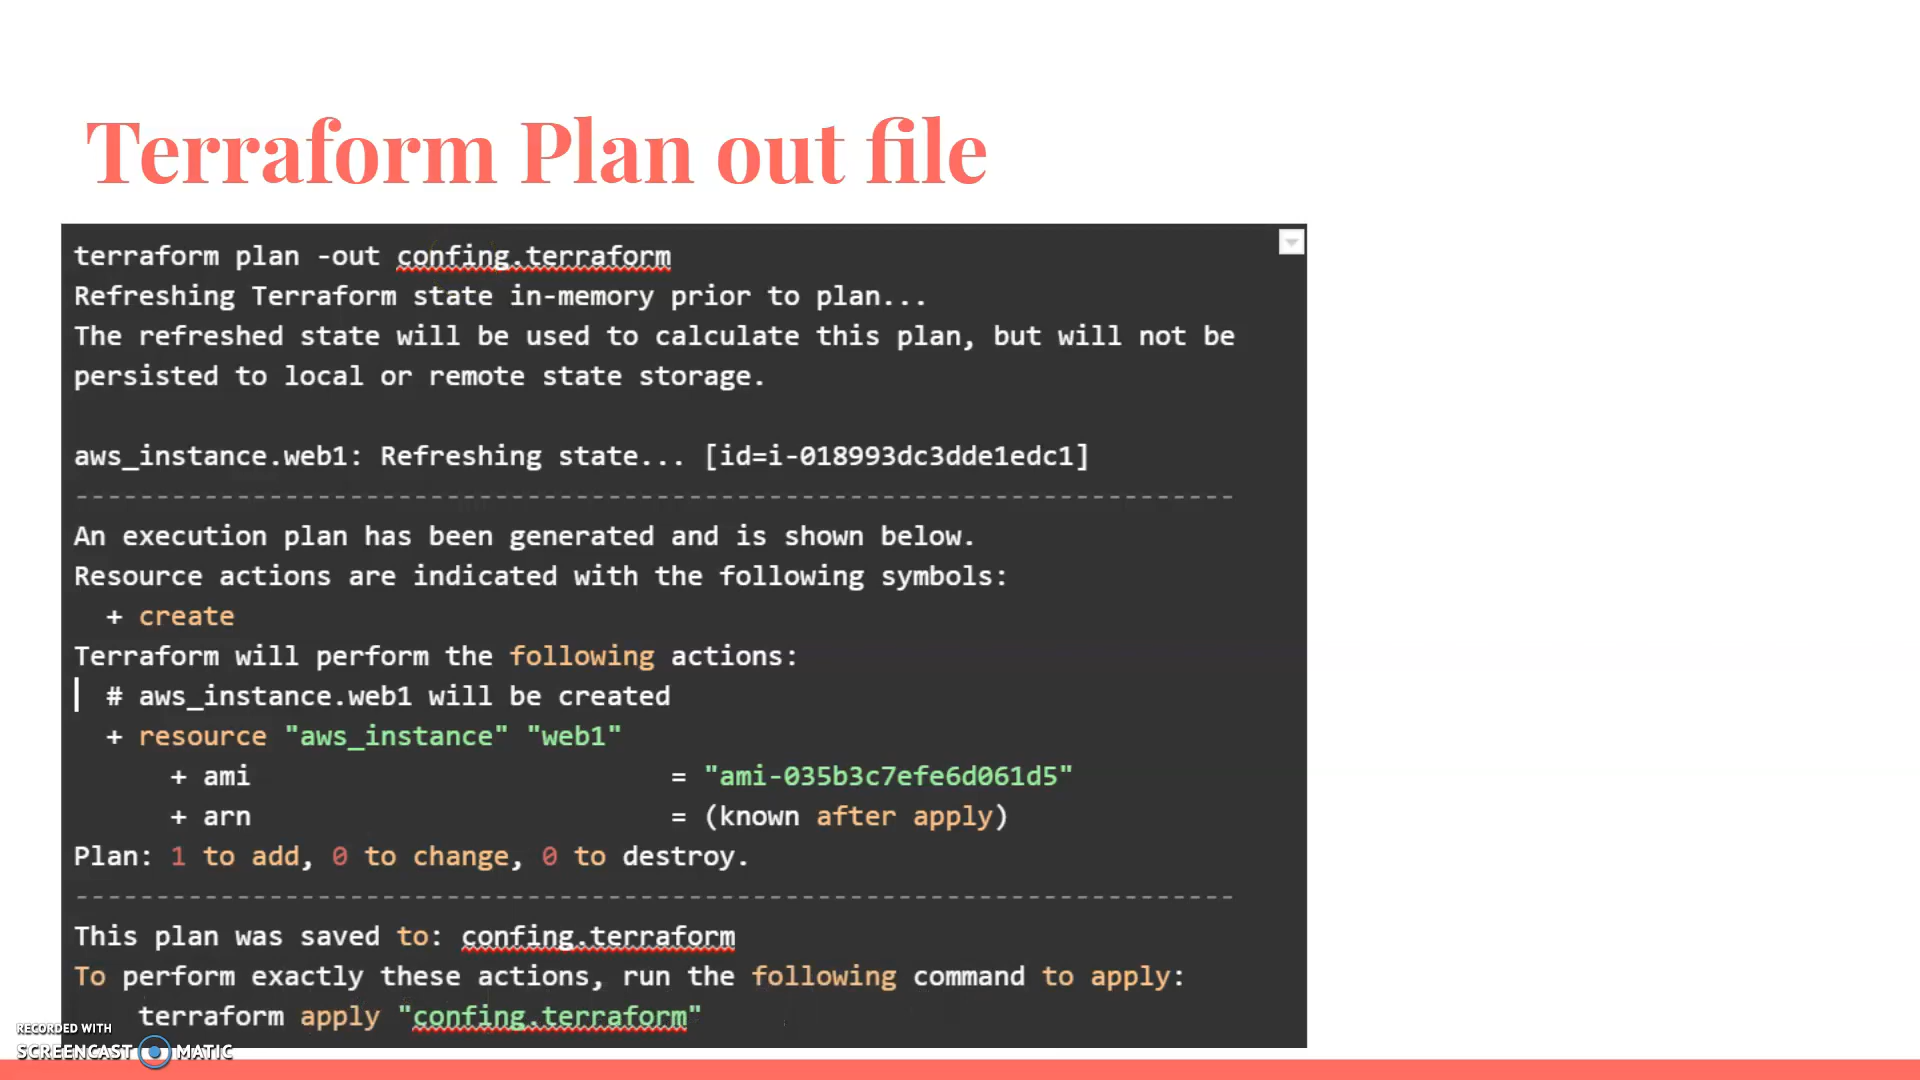 Terraform Plan out file
terraform plan -out confing.terraform
Refreshing Terraform state in-memory prior to plan...
The refreshed state will be used to calculate this plan, but will not be
persisted to local or remote state storage.
aws_instance.web1: Refreshing state... [id=i-018993dc3dde1edc1]
------------------------------------------------------------------------
An execution plan has been generated and is shown below.
Resource actions are indicated with the following symbols:
  + create
Terraform will perform the following actions:
  # aws_instance.web1 will be created
  + resource "aws_instance" "web1"
      + ami                          = "ami-035b3c7efe6d061d5"
      + arn                          = (known after apply)
Plan: 1 to add, 0 to change, 0 to destroy.
------------------------------------------------------------------------
This plan was saved to: confing.terraform
To perform exactly these actions, run the following command to apply:
    terraform apply "confing.terraform"
RECORDED WITH
SCREENCAST MATIC